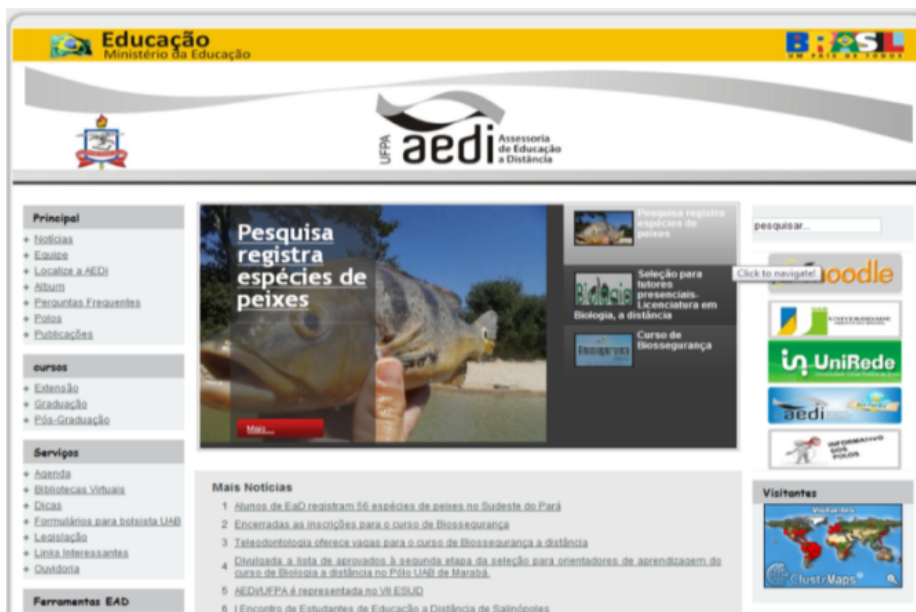 Educação
Ministério da Educação
BRASIL
UM PAÍS DE TODOS
UFPA
aedi
Assessoria
de Educação
a Distância
Principal
Notícias
Equipe
Localize a AEDI
Album
Perguntas Frequentes
Polos
Publicações
cursos
Extensão
Graduação
Pós-Graduação
Serviços
Agenda
Bibliotecas Virtuais
Dicas
Formulários para bolsista UAB
Legislação
Links Interessantes
Ouvidoria
Ferramentas EAD
Pesquisa
registra
espécies de
peixes
Mais...
Pesquisa registra
espécies de
peixes
Seleção para
tutores
presenciais-
Licenciatura em
Biologia, a distância
Biologia
Curso de
Biossegurança
Biossegurança
Mais Notícias
1 Alunos de EaD registram 56 espécies de peixes no Sudeste do Pará
2 Encerradas as inscrições para o curso de Biossegurança
3 Teleodontologia oferece vagas para o curso de Biossegurança a distância
4 Divulgada a lista de aprovados à segunda etapa da seleção para orientadores de aprendizagem do
curso de Biologia a distância no Pólo UAB de Marabá.
5 AEDI/UFPA é representada no VII ESUD
6 I Encontro de Estudantes de Educação a Distância de Salinópoles
pesquisar...
Click to navigate!
oodle
UNIVERSIDADE
UniRede
aedi
INFORMATIVO
DOS
POLOS
Visitantes
Visitantes
ClustrMaps